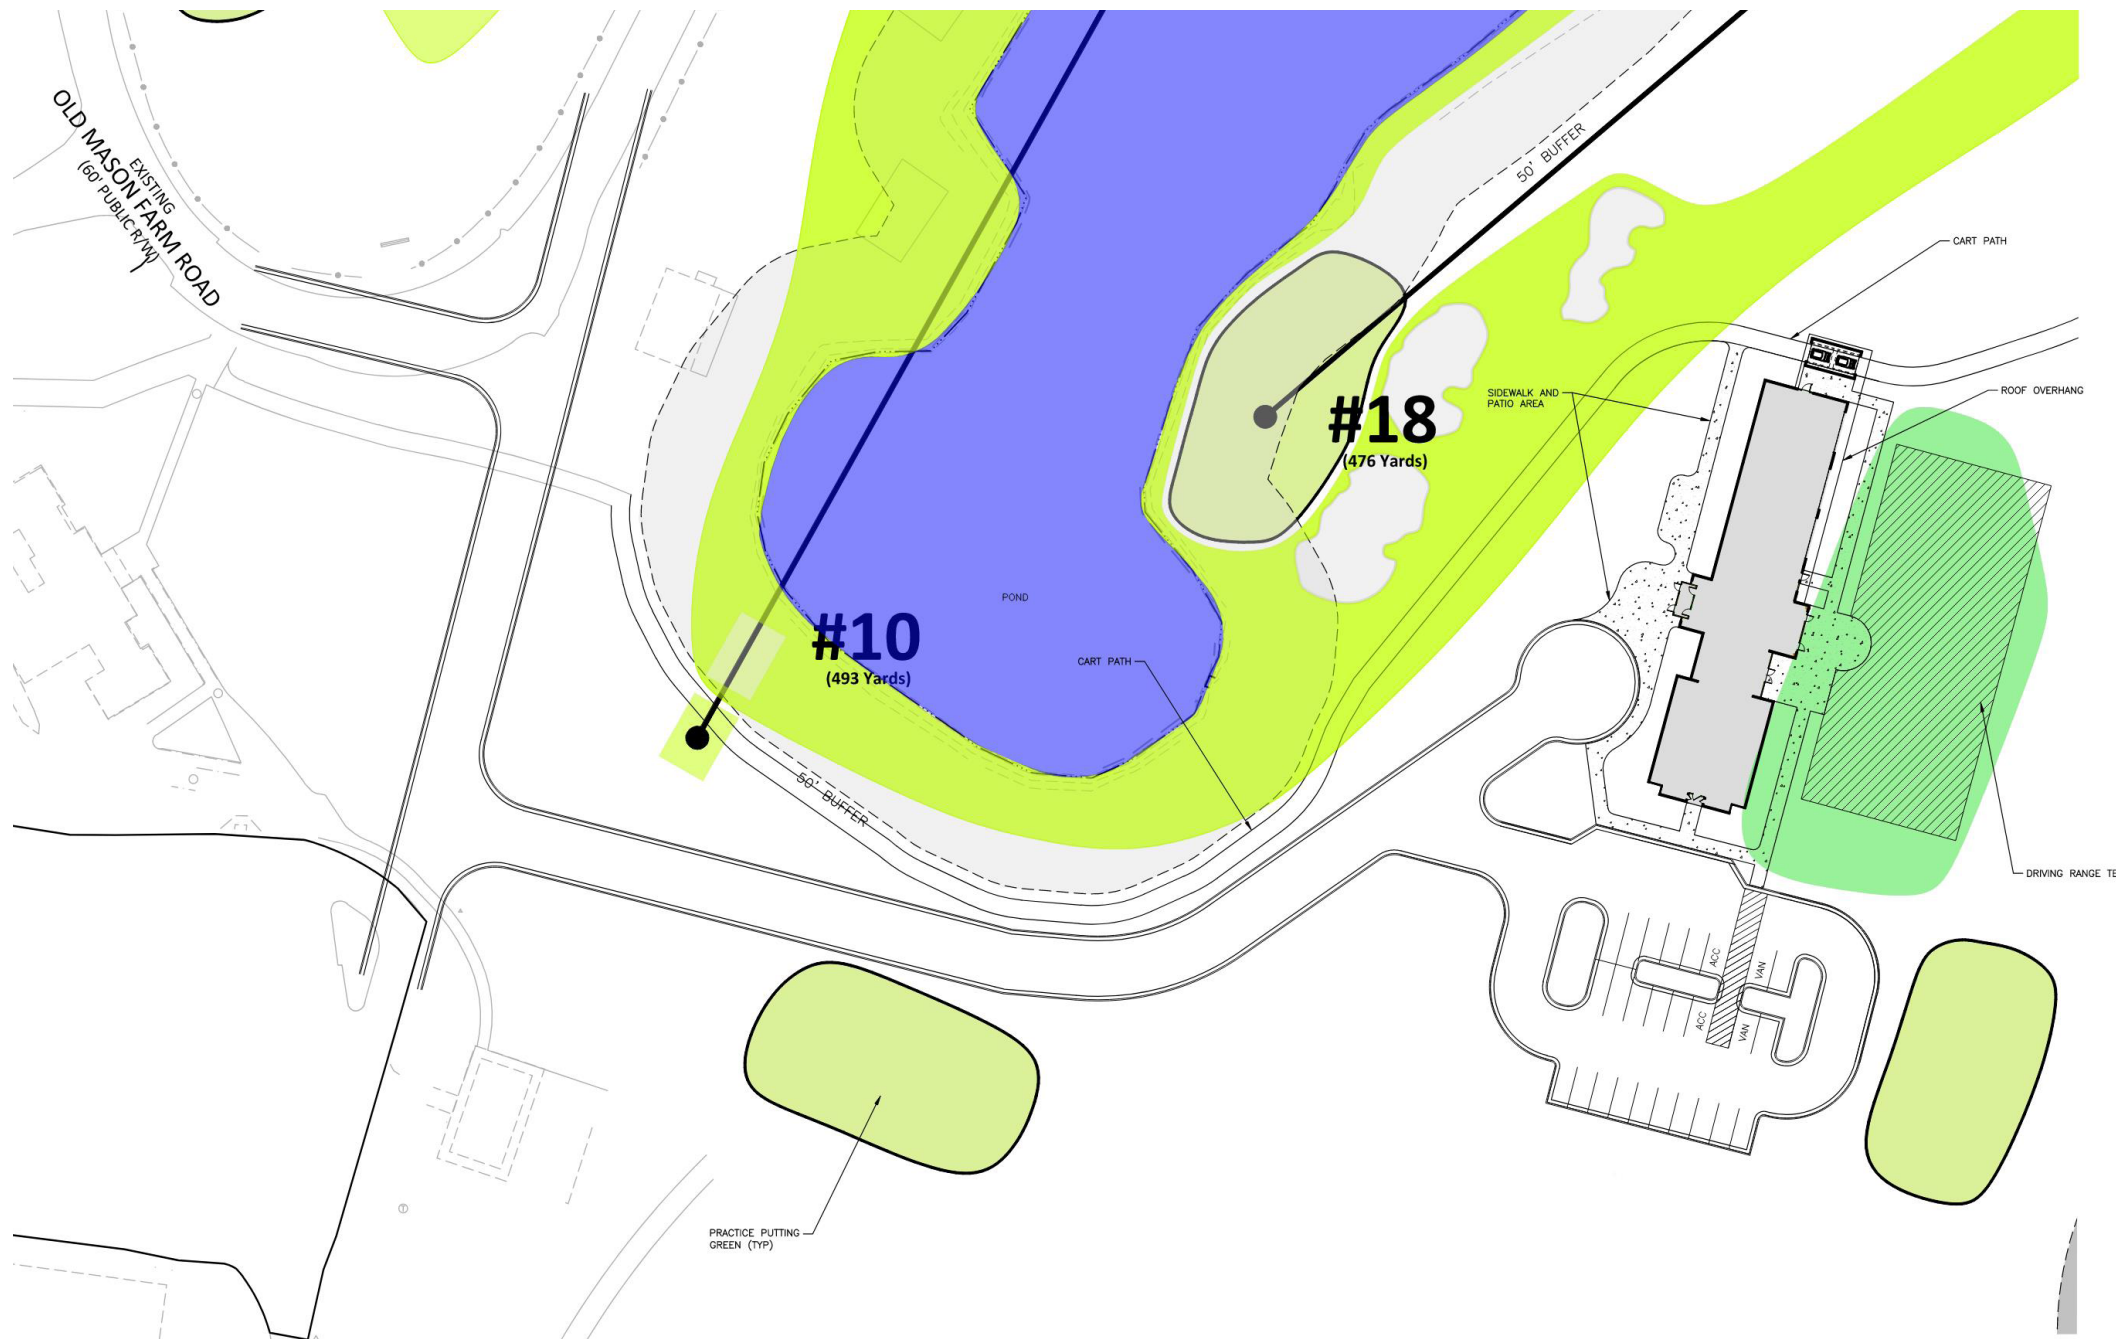 EXISTING
OLD MASON FARM ROAD
(60' PUBLIC R/W)
50' BUFFER
CART PATH
ROOF OVERHANG
SIDEWALK AND
PATIO AREA
#18
(476 Yards)
POND
#10
(493 Yards)
CART PATH
50' BUFFER
DRIVING RANGE TE
ACC
VAN
ACC
VAN
PRACTICE PUTTING
GREEN (TYP)